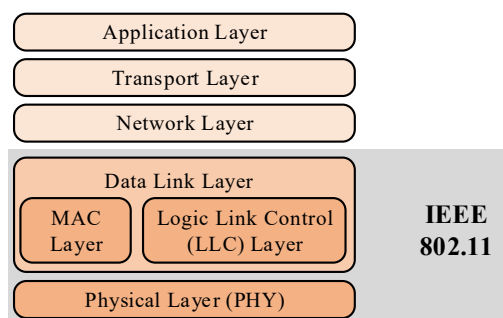 Application Layer
Transport Layer
Network Layer
Data Link Layer
MAC
Layer
Logic Link Control
(LLC) Layer
IEEE
802.11
Physical Layer (PHY)